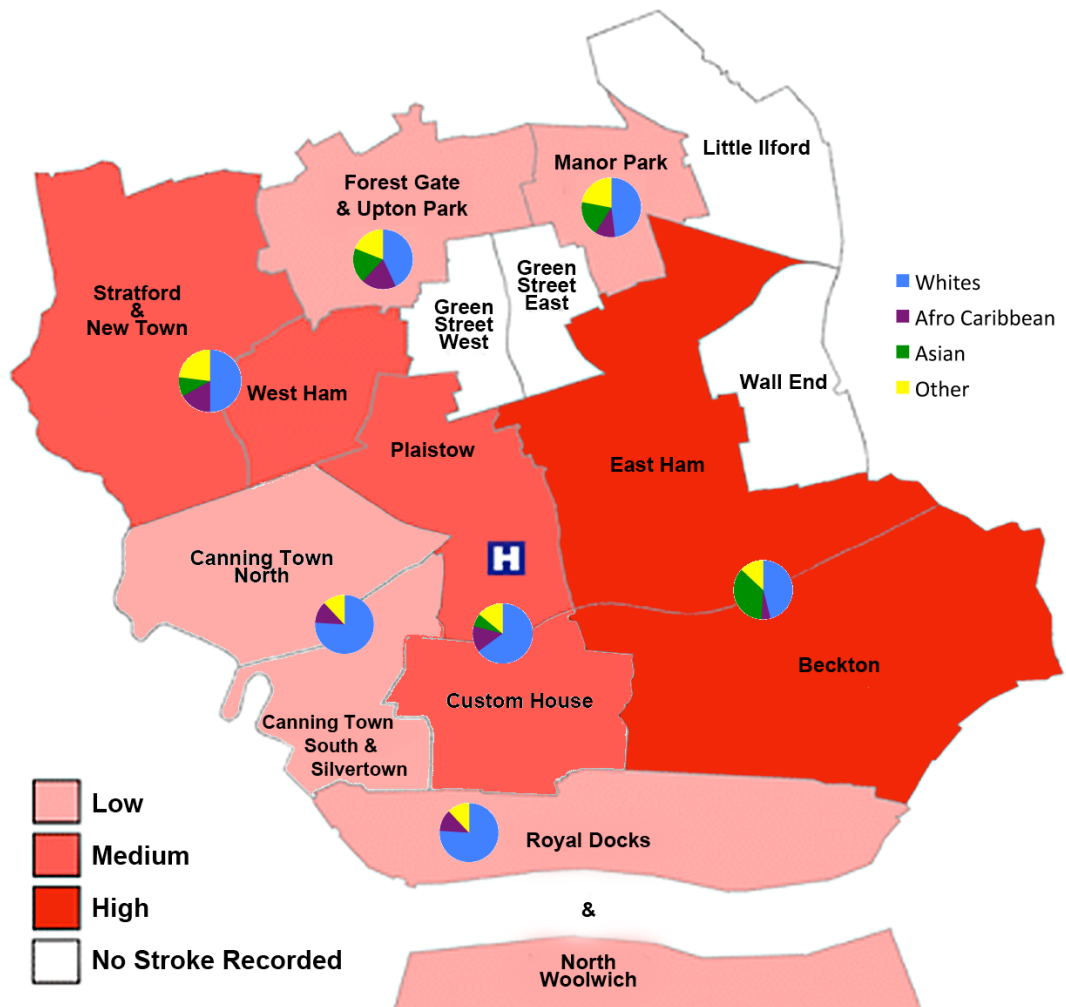 Little Ilford
Manor Park
Forest Gate
& Upton Park
Green
Street
East
Green
Street
West
Stratford
&
New Town
West Ham
Wall End
Plaistow
East Ham
H
Canning Town
North
Beckton
Custom House
Canning Town
South &
Silvertown
Royal Docks
&
North
Woolwich
Whites
Afro Caribbean
Asian
Other
Low
Medium
High
No Stroke Recorded